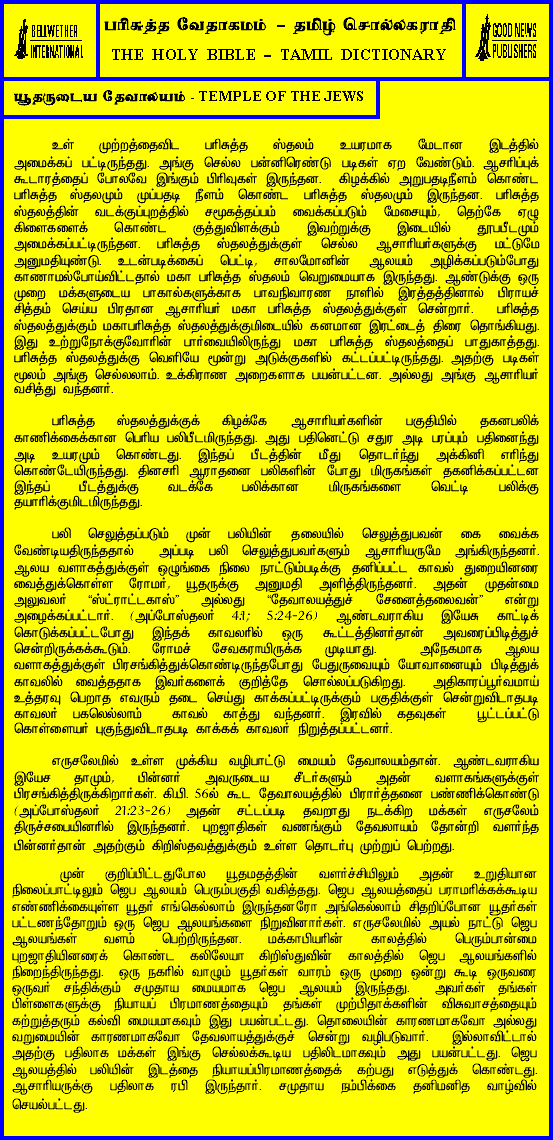 BELLWETHER
INTERNATIONAL
பரிசுத்த வேதாகமம் – தமிழ் சொல்லகராதி
THE HOLY BIBLE – TAMIL DICTIONARY
GOOD NEWS
PUBLISHERS
யூதருடைய தேவாலயம் - TEMPLE OF THE JEWS
உள் முற்றத்தைவிட பரிசுத்த ஸ்தலம் உயரமாக மேடான இடத்தில்
அமைக்கப் பட்டிருந்தது. அங்கு செல்ல பன்னிரெண்டு படிகள் ஏற வேண்டும். ஆசரிப்புக்
கூடாரத்தைப் போலவே இங்கும் பிரிவுகள் இருந்தன. கிழக்கில் அறுபதடிநீளம் கொண்ட
பரிசுத்த ஸ்தலமும் முப்பதடி நீளம் கொண்ட பரிசுத்த ஸ்தலமும் இருந்தன. பரிசுத்த
ஸ்தலத்தின் வடக்குப்புறத்தில் சமூகத்தப்பம் வைக்கப்படும் மேசையும், தெற்கே ஏழு
கிளைகளைக் கொண்ட குத்துவிளக்கும் இவற்றுக்கு இடையில் தூபபீடமும்
அமைக்கப்பட்டிருந்தன. பரிசுத்த ஸ்தலத்துக்குள் செல்ல ஆசாரியர்களுக்கு மட்டுமே
அனுமதியுண்டு. உடன்படிக்கைப் பெட்டி, சாலமோனின் ஆலயம் அழிக்கப்படும்போது
காணாமல்போய்விட்டதால் மகா பரிசுத்த ஸ்தலம் வெறுமையாக இருந்தது. ஆண்டுக்கு ஒரு
முறை மக்களுடைய பாகால்களுக்காக பாவநிவாரண நாளில் இரத்தத்தினால் பிராயச்
சித்தம் செய்ய பிரதான ஆசாரியர் மகா பரிசுத்த ஸ்தலத்துக்குள் சென்றார். பரிசுத்த
ஸ்தலத்துக்கும் மகாபரிசுத்த ஸ்தலத்துக்குமிடையில் கனமான இரட்டைத் திரை தொங்கியது.
இது உற்றுநோக்குவோரின் பார்வையிலிருந்து மகா பரிசுத்த ஸ்தலத்தைப் பாதுகாத்தது.
பரிசுத்த ஸ்தலத்துக்கு வெளியே மூன்று அடுக்குகளில் கட்டப்பட்டிருந்தது. அதற்கு படிகள்
மூலம் அங்கு செல்லலாம். உக்கிராண அறைகளாக பயன்பட்டன. அல்லது அங்கு ஆசாரியர்
வசித்து வந்தனர்.
பரிசுத்த ஸ்தலத்துக்குக் கிழக்கே ஆசாரியர்களின் பகுதியில் தகனபலிக்
காணிக்கைக்கான பெரிய பலிபீடமிருந்தது. அது பதினெட்டு சதுர அடி பரப்பும் பதினைந்து
அடி உயரமும் கொண்டது. இந்தப் பீடத்தின் மீது தொடர்ந்து அக்கினி எரிந்து
கொண்டேயிருந்தது. தினசரி ஆராதனை பலிகளின் போது மிருகங்கள் தகனிக்கப்பட்டன
இந்தப் பீடத்துக்கு வடக்கே பலிக்கான மிருகங்களை வெட்டி பலிக்கு
தயாரிக்குமிடமிருந்தது.
பலி செலுத்தப்படும் முன் பலியின் தலையில் செலுத்துபவன் கை வைக்க
வேண்டியதிருந்ததால் அப்படி பலி செலுத்துபவர்களும் ஆசாரியருமே அங்கிருந்தனர்.
ஆலய வளாகத்துக்குள் ஒழுங்கை நிலை நாட்டும்படிக்கு தனிப்பட்ட காவல் துறையினரை
வைத்துக்கொள்ள ரோமர், யூதருக்கு அனுமதி அளித்திருந்தனர். அதன் முதன்மை
அலுவலர் “ஸ்ட்ராட்டகாஸ்” அல்லது “தேவாலயத்துச் சேனைத்தலைவன்” என்று
அழைக்கப்பட்டார். (அப்போஸ்தலர் 4:1; 5:24-26) ஆண்டவராகிய இயேசு காட்டிக்
கொடுக்கப்பட்டபோது இந்தக் காவலரில் ஒரு கூட்டத்தினர்தான் அவரைப்பிடித்துச்
சென்றிருக்கக்கூடும். ரோமச் சேவகராயிருக்க முடியாது. அநேகமாக ஆலய
வளாகத்துக்குள் பிரசங்கித்துக்கொண்டிருந்தபோது பேதுருவையும் யோவானையும் பிடித்துக்
காவலில் வைத்ததாக இவர்களைக் குறித்தே சொல்லப்படுகிறது. அதிகாரப்பூர்வமாய்
உத்தரவு பெறாத எவரும் தடை செய்து காக்கப்பட்டிருக்கும் பகுதிக்குள் சென்றுவிடாதபடி
காவலர் பகலெல்லாம் காவல் காத்து வந்தனர். இரவில் கதவுகள் பூட்டப்பட்டு
கொள்ளையர் புகுந்துவிடாதபடி காக்கக் காவலர் நிறுத்தப்பட்டனர்.
எருசலேமில் உள்ள முக்கிய வழிபாட்டு மையம் தேவாலயம்தான். ஆண்டவராகிய
இயேசு தாமும், பின்னர் அவருடைய சீடர்களும் அதன் வளாகங்களுக்குள்
பிரசங்கித்திருக்கிறார்கள். கி.பி. 56ல் கூட தேவாலயத்தில் பிரார்த்தனை பண்ணிக்கொண்டு
(அப்போஸ்தலர் 21:23-26) அதன் சட்டப்படி தவறாது நடக்கிற மக்கள் எருசலேம்
திருச்சபையினரில் இருந்தனர். புறஜாதிகள் வணங்கும் தேவாலயம் தோன்றி வளர்ந்த
பின்னர்தான் அதற்கும் கிறிஸ்தவத்துக்கும் உள்ள தொடர்பு முற்றுப் பெற்றது.
முன் குறிப்பிட்டதுபோல யூதமதத்தின் வளர்ச்சியிலும் அதன் உறுதியான
நிலைப்பாட்டிலும் ஜெப ஆலயம் பெரும்பகுதி வகித்தது. ஜெப ஆலயத்தைப் பராமரிக்கக்கூடிய
எண்ணிக்கையுள்ள யூதர் எங்கெல்லாம் இருந்தனரோ அங்கெல்லாம் சிதறிப்போன யூதர்கள்
பட்டணந்தோறும் ஒரு ஜெப ஆலயங்களை நிறுவினார்கள். எருசலேமில் அயல் நாட்டு ஜெப
ஆலயங்கள் வளம் பெற்றிருந்தன. மக்காபியரின் காலத்தில் பெரும்பான்மை
புறஜாதியினரைக் கொண்ட கலிலேயா கிறிஸ்துவின் காலத்தில் ஜெப ஆலயங்களில்
நிறைந்திருந்தது. ஒரு நகரில் வாழும் யூதர்கள் வாரம் ஒரு முறை ஒன்று கூடி ஒருவரை
ஒருவர் சந்திக்கும் சமுதாய மையமாக ஜெப ஆலயம் இருந்தது. அவர்கள் தங்கள்
பிள்ளைகளுக்கு நியாயப் பிரமாணத்தையும் தங்கள் முற்பிதாக்களின் விசுவாசத்தையும்
கற்றுத்தரும் கல்வி மையமாகவும் இது பயன்பட்டது. தொலையின் காரணமாகவோ அல்லது
வறுமையின் காரணமாகவோ தேவலாயத்துக்குச் சென்று வழிபடுவார். இல்லாவிட்டால்
அதற்கு பதிலாக மக்கள் இங்கு செல்லக்கூடிய பதிலிடமாகவும் அது பயன்பட்டது. ஜெப
ஆலயத்தில் பலியின் இடத்தை நியாயப்பிரமாணத்தைக் கற்பது எடுத்துக் கொண்டது.
ஆசாரியருக்கு பதிலாக ரபி இருந்தார். சமுதாய நம்பிக்கை தனிமனித வாழ்வில்
செயல்பட்டது.